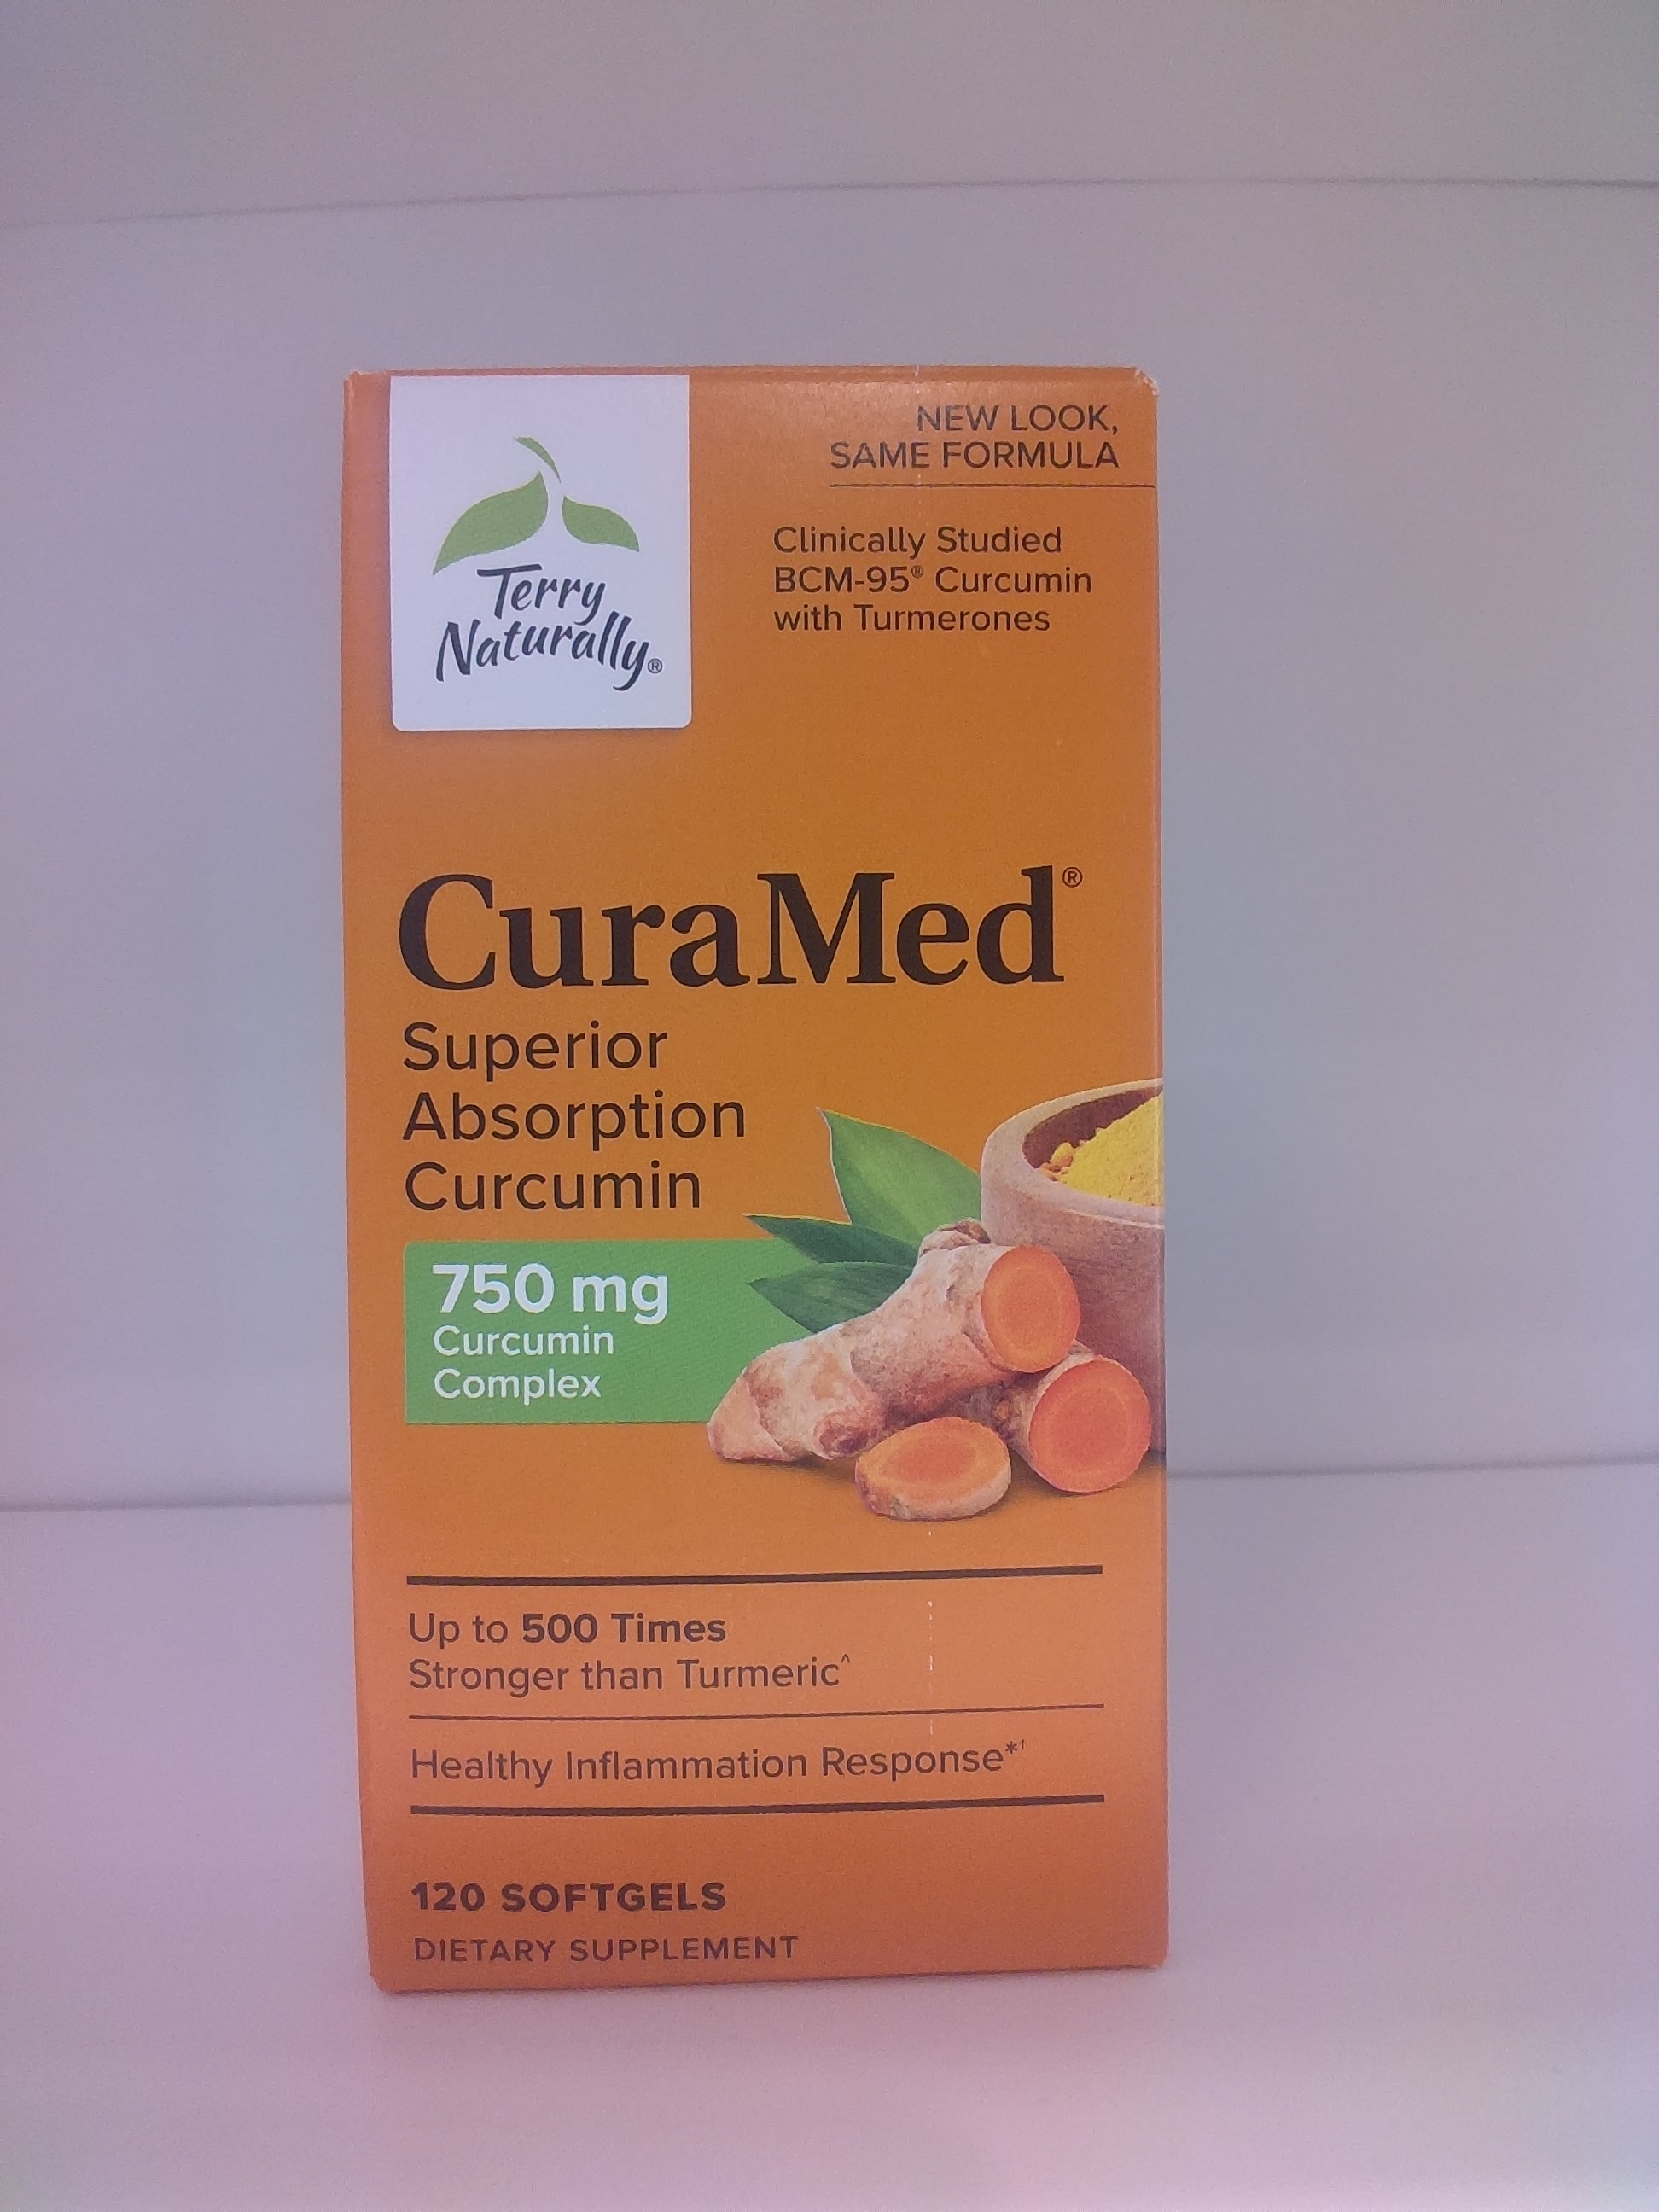 Terry
Naturally®
NEW LOOK,
SAME FORMULA
Clinically Studied
BCM-95® Curcumin
with Turmerones
CuraMed®
Superior
Absorption
Curcumin
750 mg
Curcumin
Complex
Up to 500 Times
Stronger than Turmeric^
Healthy Inflammation Response*†
120 SOFTGELS
DIETARY SUPPLEMENT